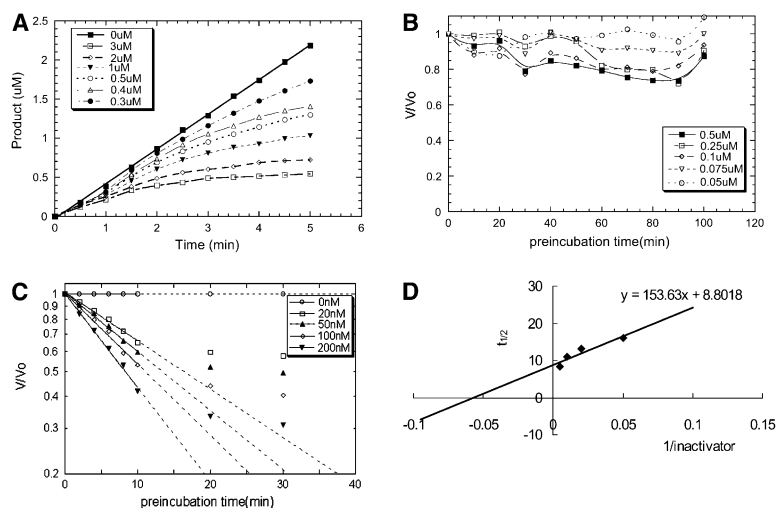 A
Product (uM)
2.5
2
1.5
1
0.5
0
0 1 2 3 4 5 6
Time (min)
0uM
3uM
2uM
1uM
0.5uM
0.4uM
0.3uM
B
V/Vo
1
0.8
0.6
0.4
0.2
0
0 20 40 60 80 100 120
preincubation time(min)
0.5uM
0.25uM
0.1uM
0.075uM
0.05uM
C
V/Vo
1
0.9
0.8
0.7
0.6
0.5
0.4
0.3
0.2
0 10 20 30 40
preincubation time(min)
0nM
20nM
50nM
100nM
200nM
D
t1/2
y = 153.63x + 8.8018
30
20
10
0
-10
-0.1 -0.05 0 0.05 0.1 0.15
1/inactivator